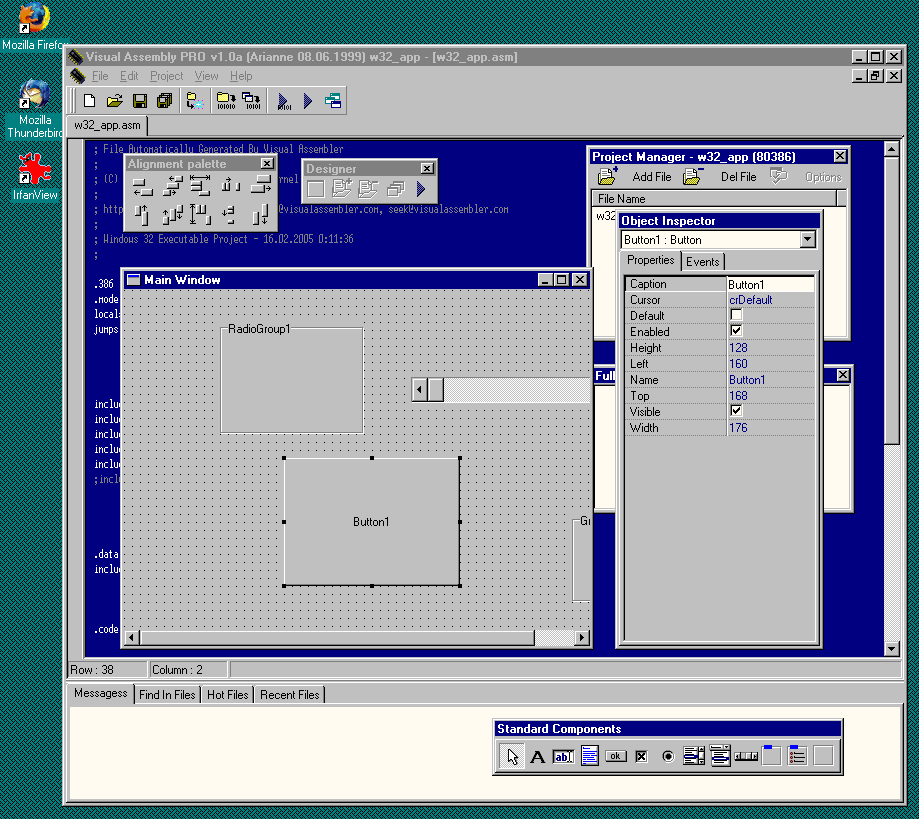 Mozilla Firefo
Mozilla
Thunderbird
IrfanView
Visual Assembly PRO v1.0a (Arianne 08.06.1999) w32_app - [w32_app.asm]
File Edit Project View Help
w32_app.asm
; File Automatically Generated By Visual Assembler
;
; (C)
rnel
;
; http
@visualassembler.com, seek@visualassembler.com
;
; Windows 32 Executable Project - 16.02.2005 0:11:36
;
.386
.mode
local
jumps
inclu
inclu
inclu
inclu
inclu
;incl
.data
inclu
.code
Alignment palette
Designer
Main Window
RadioGroup1
Button1
Gr
Project Manager - w32_app (80386)
Add File Del File Options
File Name
w32
Full
Object Inspector
Button1 : Button
Properties Events
Caption Button1
Cursor crDefault
Default
Enabled
Height 128
Left 160
Name Button1
Top 168
Visible
Width 176
Row : 38 Column : 2
Messagess Find In Files Hot Files Recent Files
Standard Components
A ab ok